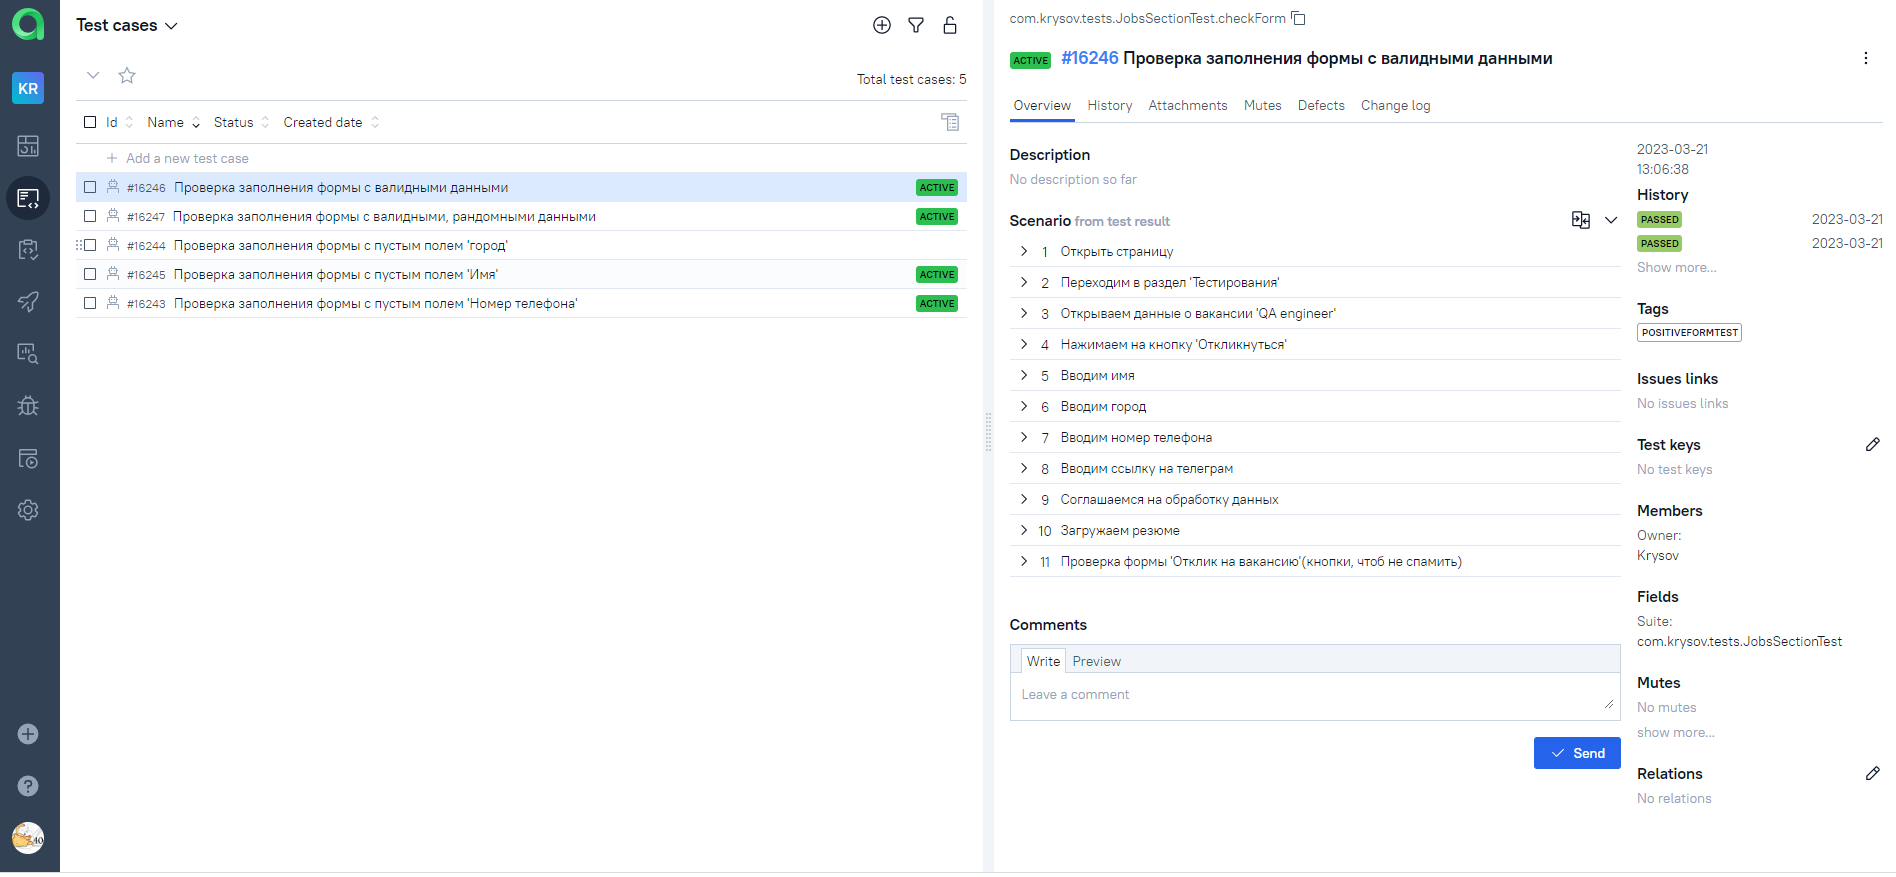 KR
Test cases
Total test cases: 5
Id Name Status Created date
Add a new test case
#16246 Проверка заполнения формы с валидными данными ACTIVE
#16247 Проверка заполнения формы с валидными, рандомными данными ACTIVE
#16244 Проверка заполнения формы с пустым полем 'город'
#16245 Проверка заполнения формы с пустым полем 'Имя' ACTIVE
#16243 Проверка заполнения формы с пустым полем 'Номер телефона' ACTIVE
com.krysov.tests.JobsSectionTest.checkForm
ACTIVE #16246 Проверка заполнения формы с валидными данными
Overview History Attachments Mutes Defects Change log
Description
No description so far
Scenario from test result
1 Открыть страницу
2 Переходим в раздел 'Тестирования'
3 Открываем данные о вакансии 'QA engineer'
4 Нажимаем на кнопку 'Откликнуться'
5 Вводим имя
6 Вводим город
7 Вводим номер телефона
8 Вводим ссылку на телеграм
9 Соглашаемся на обработку данных
10 Загружаем резюме
11 Проверка формы 'Отклик на вакансию'(кнопки, чтоб не спамить)
Comments
Write Preview
Leave a comment
Send
2023-03-21
13:06:38
History
PASSED 2023-03-21
PASSED 2023-03-21
Show more...
Tags
POSITIVEFORMTEST
Issues links
No issues links
Test keys
No test keys
Members
Owner:
Krysov
Fields
Suite:
com.krysov.tests.JobsSectionTest
Mutes
No mutes
show more...
Relations
No relations
?
40